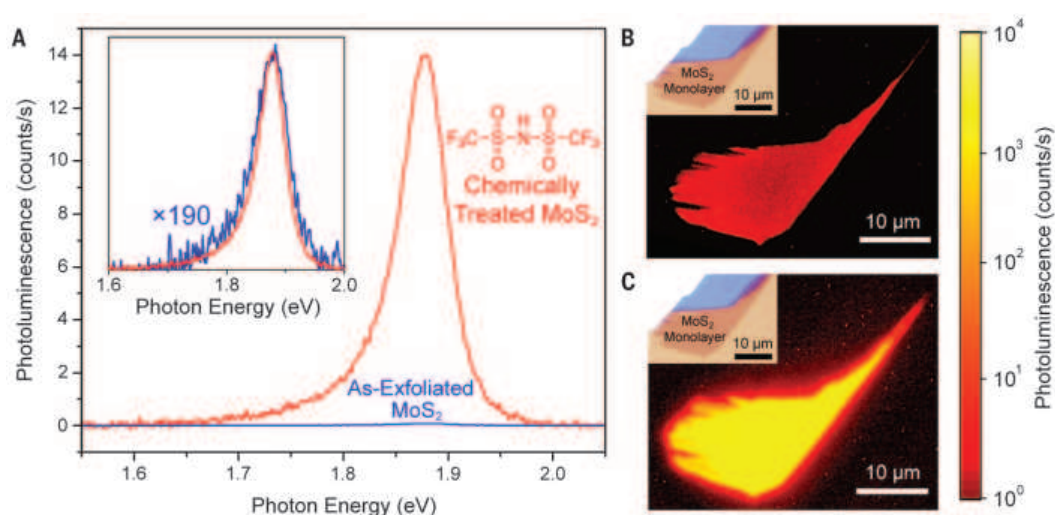 A
Photoluminescence (counts/s)
14
12
10
8
6
4
2
0
×190
1.6
1.8
2.0
Photon Energy (eV)
O H O
F₃C-S-N-S-CF₃
O O
Chemically
Treated MoS₂
As-Exfoliated
MoS₂
1.6
1.7
1.8
1.9
2.0
Photon Energy (eV)
B
MoS₂
Monolayer
10 µm
10 µm
C
MoS₂
Monolayer
10 µm
10 µm
10⁴
10³
10²
10¹
10⁰
Photoluminescence (counts/s)